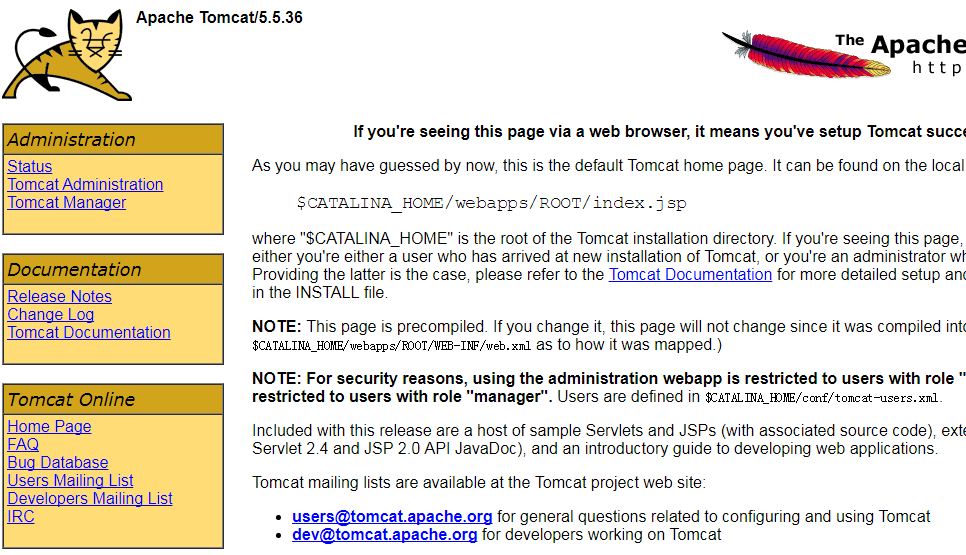 Apache Tomcat/5.5.36
The Apache
http
Administration
Status
Tomcat Administration
Tomcat Manager
Documentation
Release Notes
Change Log
Tomcat Documentation
Tomcat Online
Home Page
FAQ
Bug Database
Users Mailing List
Developers Mailing List
IRC
If you're seeing this page via a web browser, it means you've setup Tomcat
As you may have guessed by now, this is the default Tomcat home page. It can be found on the local
$CATALINA_HOME/webapps/ROOT/index.jsp
where "$CATALINA_HOME" is the root of the Tomcat installation directory. If you're seeing this page,
either you're either a user who has arrived at new installation of Tomcat, or you're an administrator
Providing the latter is the case, please refer to the Tomcat Documentation for more detailed setup
in the INSTALL file.
NOTE: This page is precompiled. If you change it, this page will not change since it was compiled
$CATALINA_HOME/webapps/ROOT/WEB-INF/web.xml as to how it was mapped.)
NOTE: For security reasons, using the administration webapp is restricted to users with role "
restricted to users with role "manager". Users are defined in $CATALINA_HOME/conf/tomcat-users.xml.
Included with this release are a host of sample Servlets and JSPs (with associated source code),
Servlet 2.4 and JSP 2.0 API JavaDoc), and an introductory guide to developing web applications.
Tomcat mailing lists are available at the Tomcat project web site:
• users@tomcat.apache.org for general questions related to configuring and using Tomcat
• dev@tomcat.apache.org for developers working on Tomcat